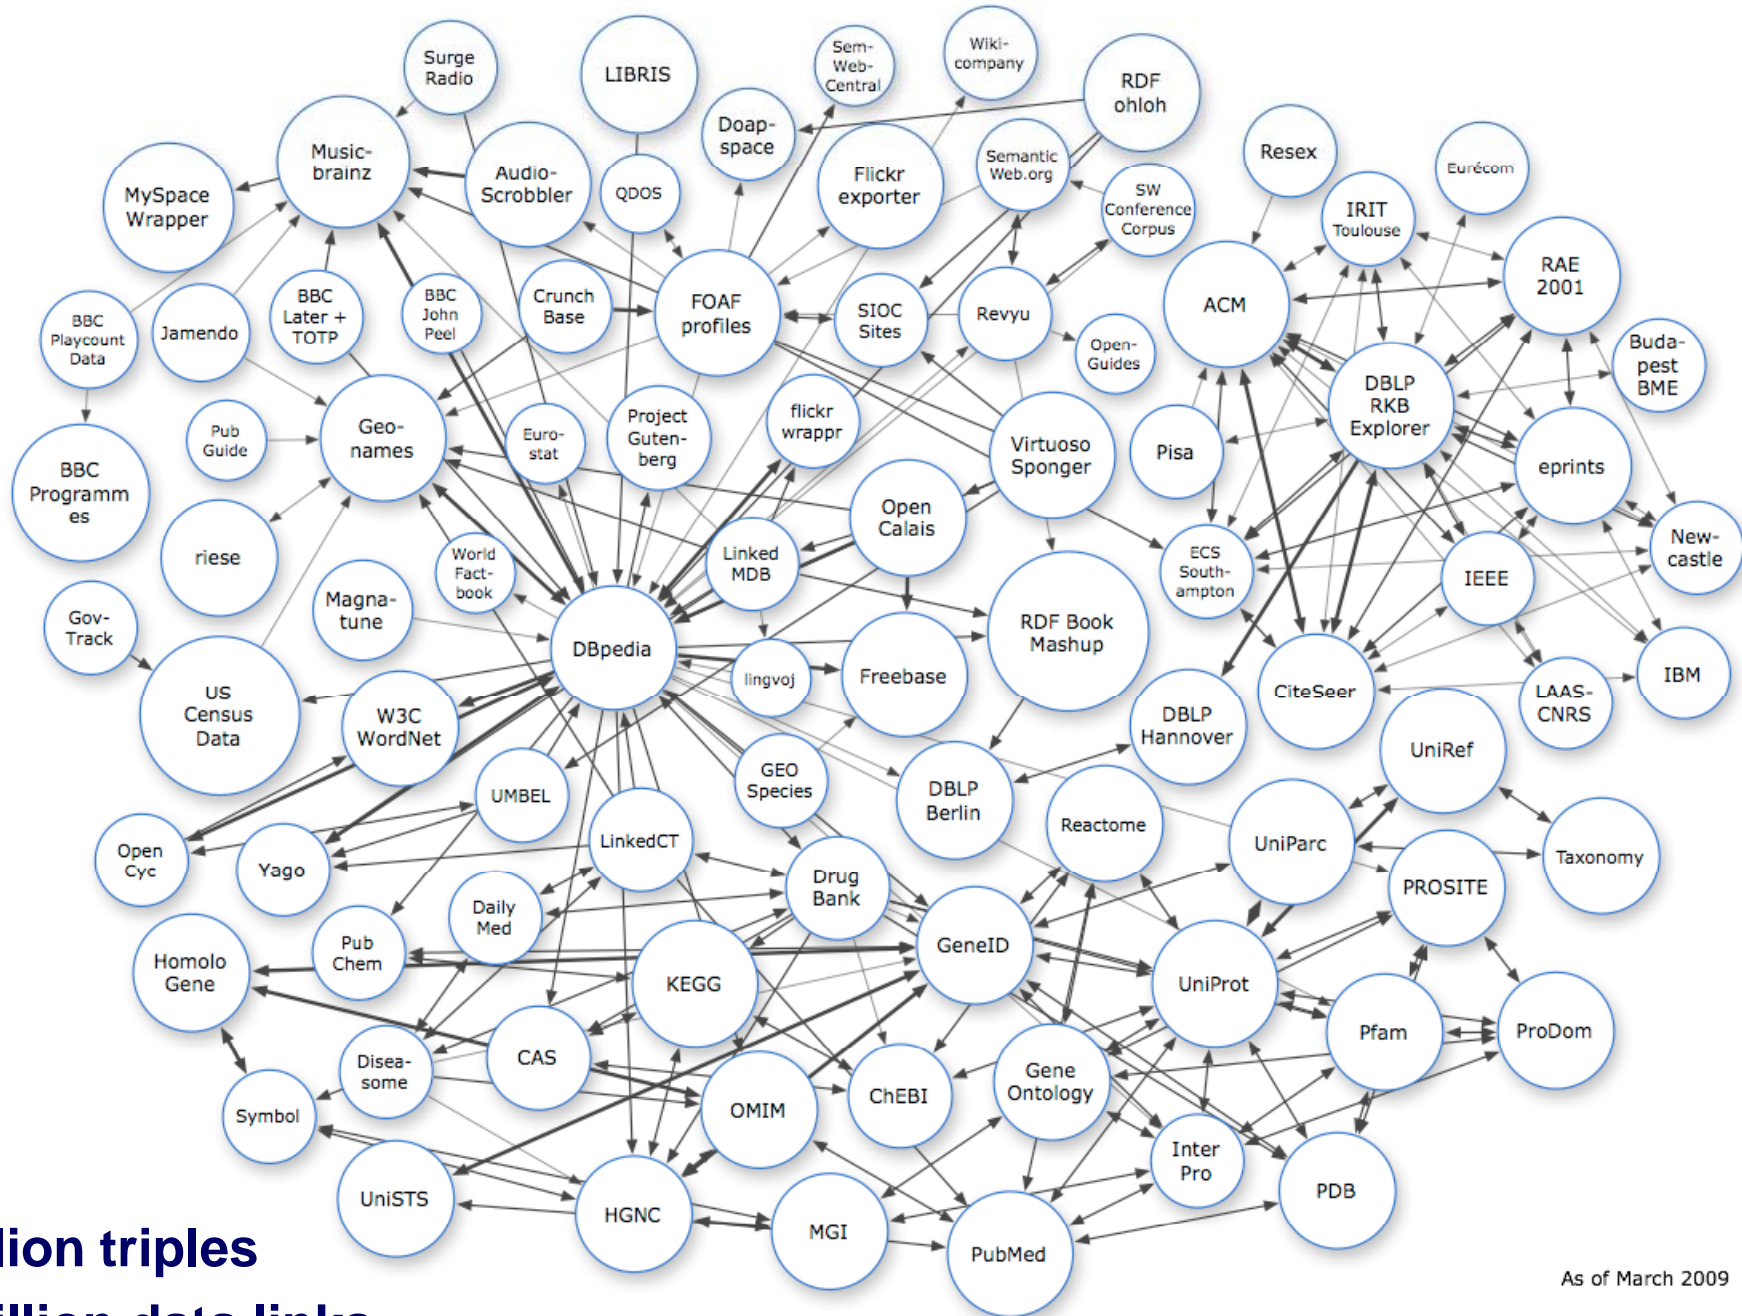 Surge
Radio
LIBRIS
Sem-
Web-
Central
Wiki-
company
RDF
ohloh
Doap-
space
Music-
brainz
Audio-
Scrobbler
QDOS
Flickr
exporter
Semantic
Web.org
SW
Conference
Corpus
Resex
Eurécom
MySpace
Wrapper
IRIT
Toulouse
RAE
2001
ACM
BBC
Playcount
Data
Jamendo
BBC
Later +
TOTP
BBC
John
Peel
Crunch
Base
FOAF
profiles
SIOC
Sites
Revyu
Open-
Guides
Buda-
pest
BME
DBLP
RKB
Explorer
Pub
Guide
Geo-
names
Euro-
stat
Project
Guten-
berg
flickr
wrappr
Virtuoso
Sponger
Pisa
eprints
BBC
Programm
es
riese
World
Fact-
book
Linked
MDB
Open
Calais
ECS
South-
ampton
IEEE
New-
castle
Gov-
Track
Magna-
tune
DBpedia
RDF Book
Mashup
US
Census
Data
W3C
WordNet
lingvoj
Freebase
DBLP
Hannover
CiteSeer
LAAS-
CNRS
IBM
UniRef
UMBEL
GEO
Species
DBLP
Berlin
Reactome
UniParc
Taxonomy
Open
Cyc
Yago
LinkedCT
Drug
Bank
PROSITE
Daily
Med
Pub
Chem
Homolo
Gene
KEGG
GeneID
UniProt
Pfam
ProDom
CAS
Disea-
some
OMIM
ChEBI
Gene
Ontology
Symbol
Inter
Pro
PDB
UniSTS
HGNC
MGI
PubMed
lion triples
As of March 2009
illion data links